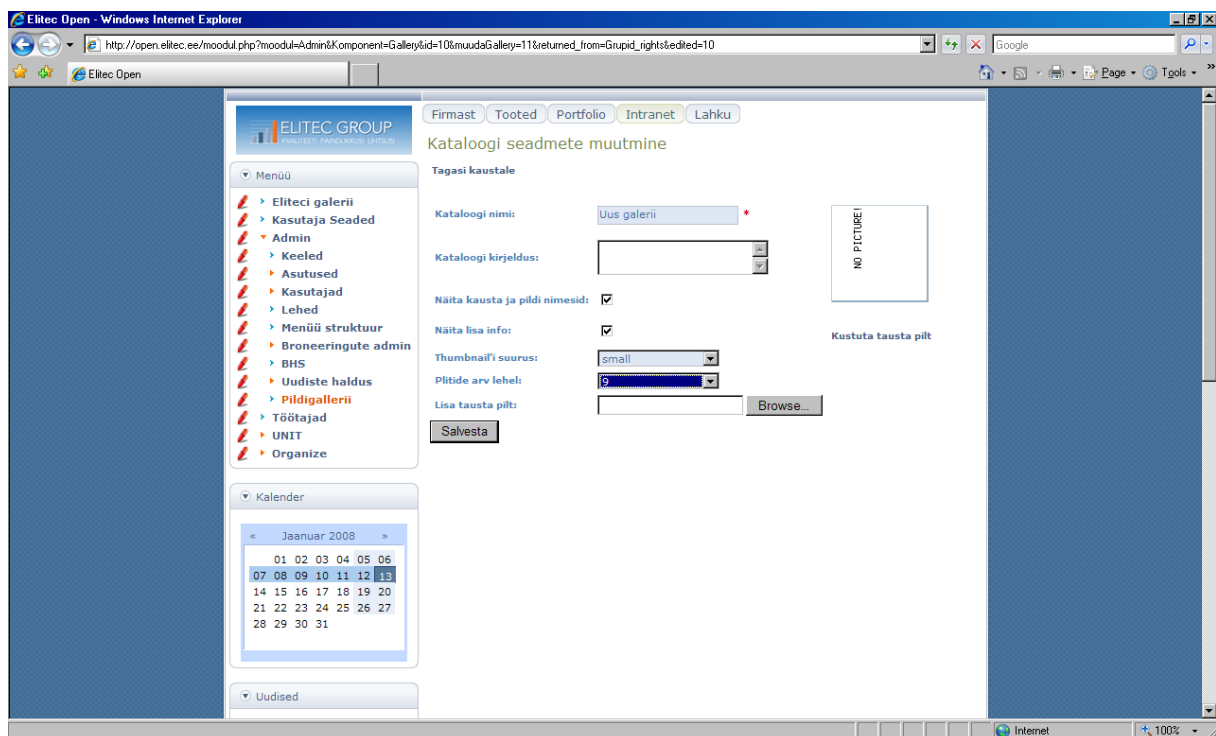 Elitec Open - Windows Internet Explorer
http://open.elitec.ee/moodul.php?moodul=Admin&Komponent=Gallery&id=10&muudaGallery=11&returned_from=Grupid_rights&edited=10
Google
Elitec Open
Page
Tools
»
ELITEC GROUP
Firmast
Tooted
Portfolio
Intranet
Lahku
Kataloogi seadmete muutmine
Tagasi kaustale
Menüü
Eliteci galerii
Kasutaja Seaded
Admin
Keeled
Asutused
Kasutajad
Lehed
Menüü struktuur
Broneeringute admin
BHS
Uudiste haldus
Pildigallerii
Töötajad
UNIT
Organize
Kataloogi nimi:
Uus galerii
*
Kataloogi kirjeldus:
Näita kausta ja pildi nimesid:
Näita lisa info:
Thumbnail'i suurus:
small
Plitide arv lehel:
9
Lisa tausta pilt:
Browse...
Salvesta
NO PICTURE!
Kustuta tausta pilt
Kalender
« Jaanuar 2008 »
01 02 03 04 05 06
07 08 09 10 11 12 13
14 15 16 17 18 19 20
21 22 23 24 25 26 27
28 29 30 31
Uudised
Internet
100%